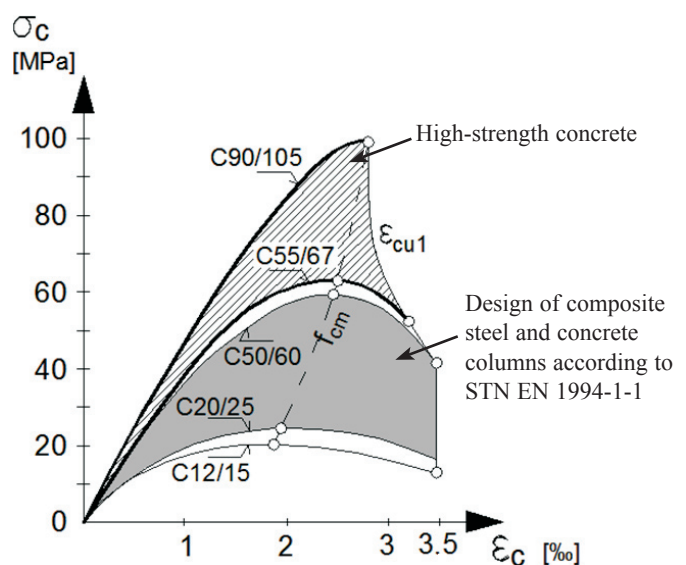 σc
[MPa]
100
80
60
40
20
0
C90/105
High-strength concrete
εcu1
C55/67
C50/60
fcm
Design of composite
steel and concrete
columns according to
STN EN 1994-1-1
C20/25
C12/15
1
2
3
3.5
εc [‰]